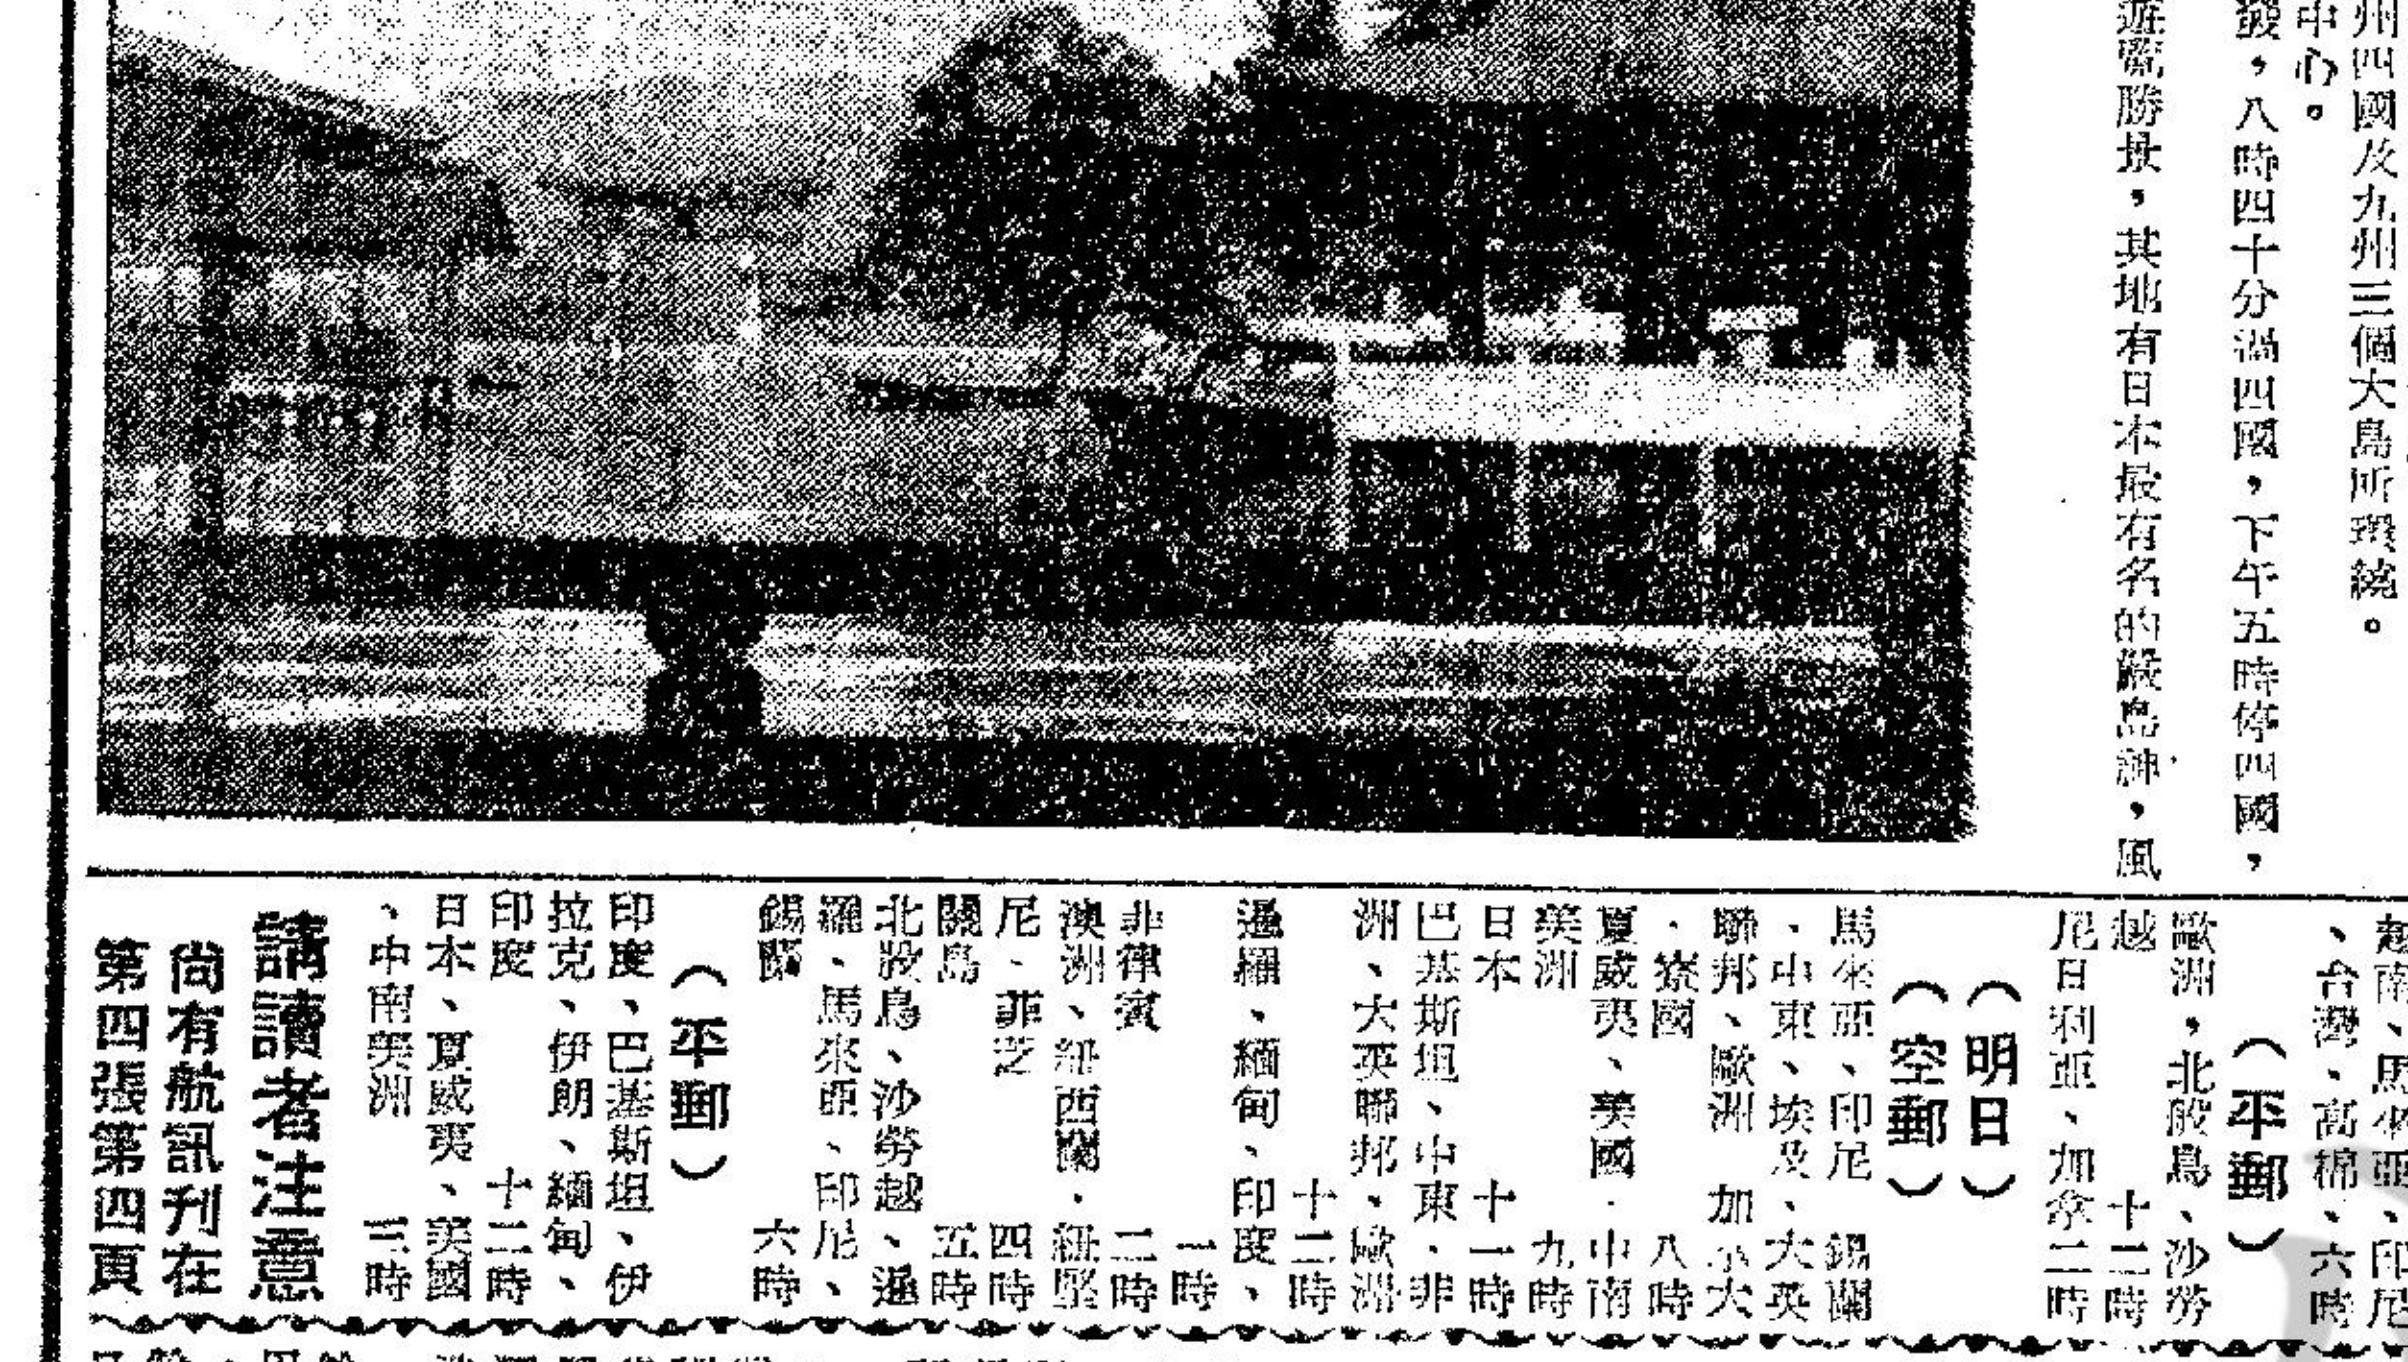 州四國及九州三個大島所環繞。
中心。
發,八時四十分過四國,下午五時停四國,
遊覽勝景,其地有日本最有名的嚴島神,風
越南、馬來亞、印尼
、台灣、高棉、六時
(平郵)
歐洲,北般鳥、沙勞
越 十二時
尼日利亞、加拿二時
(明日)
(空郵)
馬來亞、印尼 錫蘭
、中東、埃及、大英
聯邦、歐洲 加拿大
・寮國 八時
夏威夷、美國・中南
美洲 九時
日本 十一時
巴基斯坦、中東・非
洲、大英聯邦、歐洲
十二時
暹羅、緬甸、印度、
一時
菲律賓 二時
澳洲、紐西蘭・紐堅
尼、菲芝 四時
關島 五時
北般鳥、沙勞越、暹
羅、馬來亞、印尼、
錫蘭 六時
(平郵)
印度、巴基斯坦、伊
拉克、伊朗、緬甸、
印度 十二時
日本、夏威夷、美國
、中南美洲 三時
請讀者注意
尚有航訊刊在
第四張第四頁